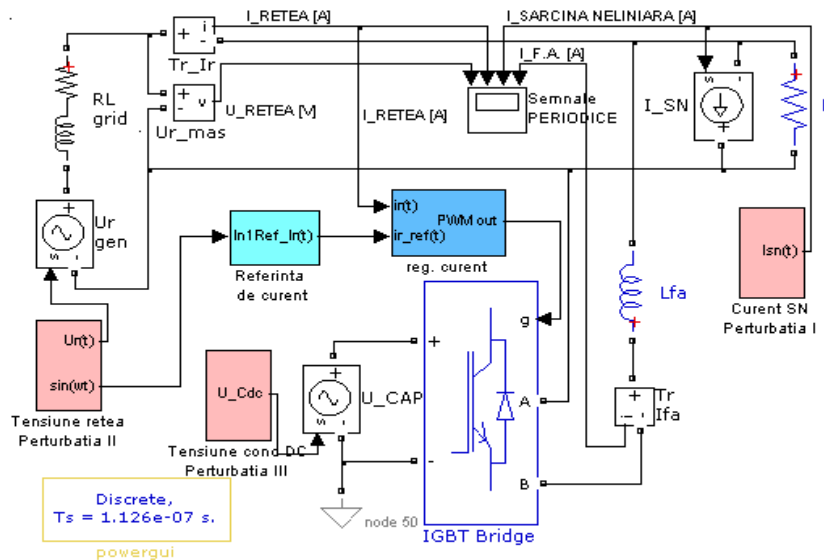 I_RETEA [A]
I_SARCINA NELINIARA [A]
i
+
-
Tr_Ir
I_F.A. [A]
RL
grid
+
-
v
U_RETEA [V]
Ur_mas
I_RETEA [A]
Semnale
PERIODICE
I_SN
s
-
+
+
Ur
gen
s
-
In1Ref_In(t)
Referinta
de curent
in(t)
PWM out
ir_ref(t)
reg. curent
Isn(t)
Curent SN
Perturbatia I
Lfa
Ur(t)
sin(wt)
Tensiune retea
Perturbatia II
U_Cdc
Tensiune cond DC
Perturbatia III
+
s
-
U_CAP
+
-
g
A
B
IGBT Bridge
Tr
Ifa
+
i
-
node 50
Discrete,
Ts = 1.126e-07 s.
powergui